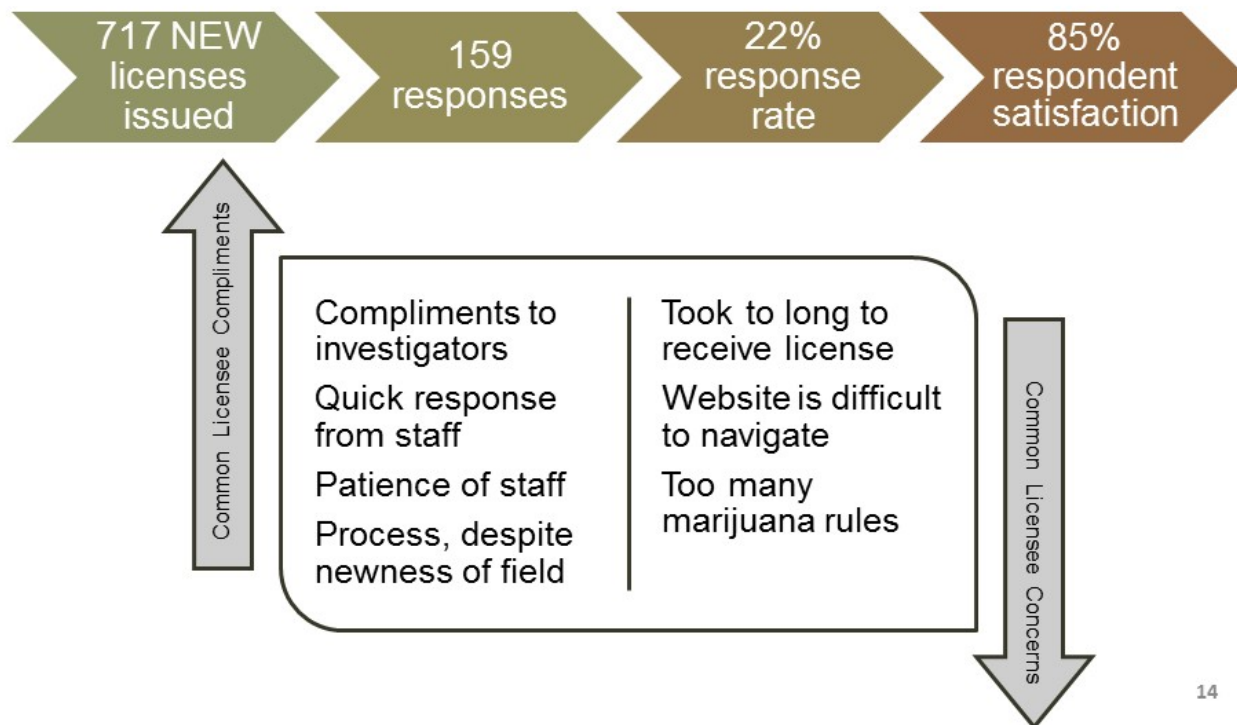 717 NEW
licenses
issued
159
responses
22%
response
rate
85%
respondent
satisfaction
Common Licensee Compliments
Compliments to
investigators
Quick response
from staff
Patience of staff
Process, despite
newness of field
Took to long to
receive license
Website is difficult
to navigate
Too many
marijuana rules
Common Licensee Concerns
14